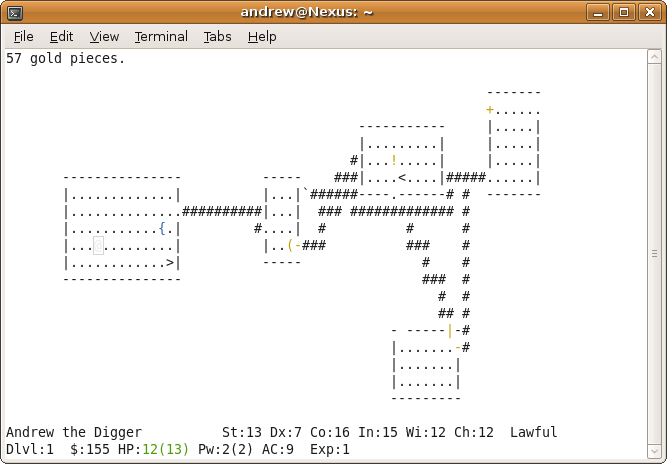 andrew@Nexus: ~
File Edit View Terminal Tabs Help
57 gold pieces.
                                                            -------
                                                            +......
                                            -----------     |.....|
                                            |.........|     |.....|
                                           #|...!.....|     |.....|
       ---------------          -----    ###|....<....|#####......|
       |.............|          |...|`######----.------# #  -------
       |..............##########|...|  ### ############# #
       |...........{.|         #....|  #          #      #
       |...@.........|          |..(-###          ###    #
       |............>|          -----               #    #
       ---------------                              ###  #
                                                      #  #
                                                      ## #
                                                - -----|-#
                                                |.......-#
                                                |.......|
                                                |.......|
                                                ---------
Andrew the Digger          St:13 Dx:7 Co:16 In:15 Wi:12 Ch:12  Lawful
Dlvl:1  $:155 HP:12(13) Pw:2(2) AC:9  Exp:1